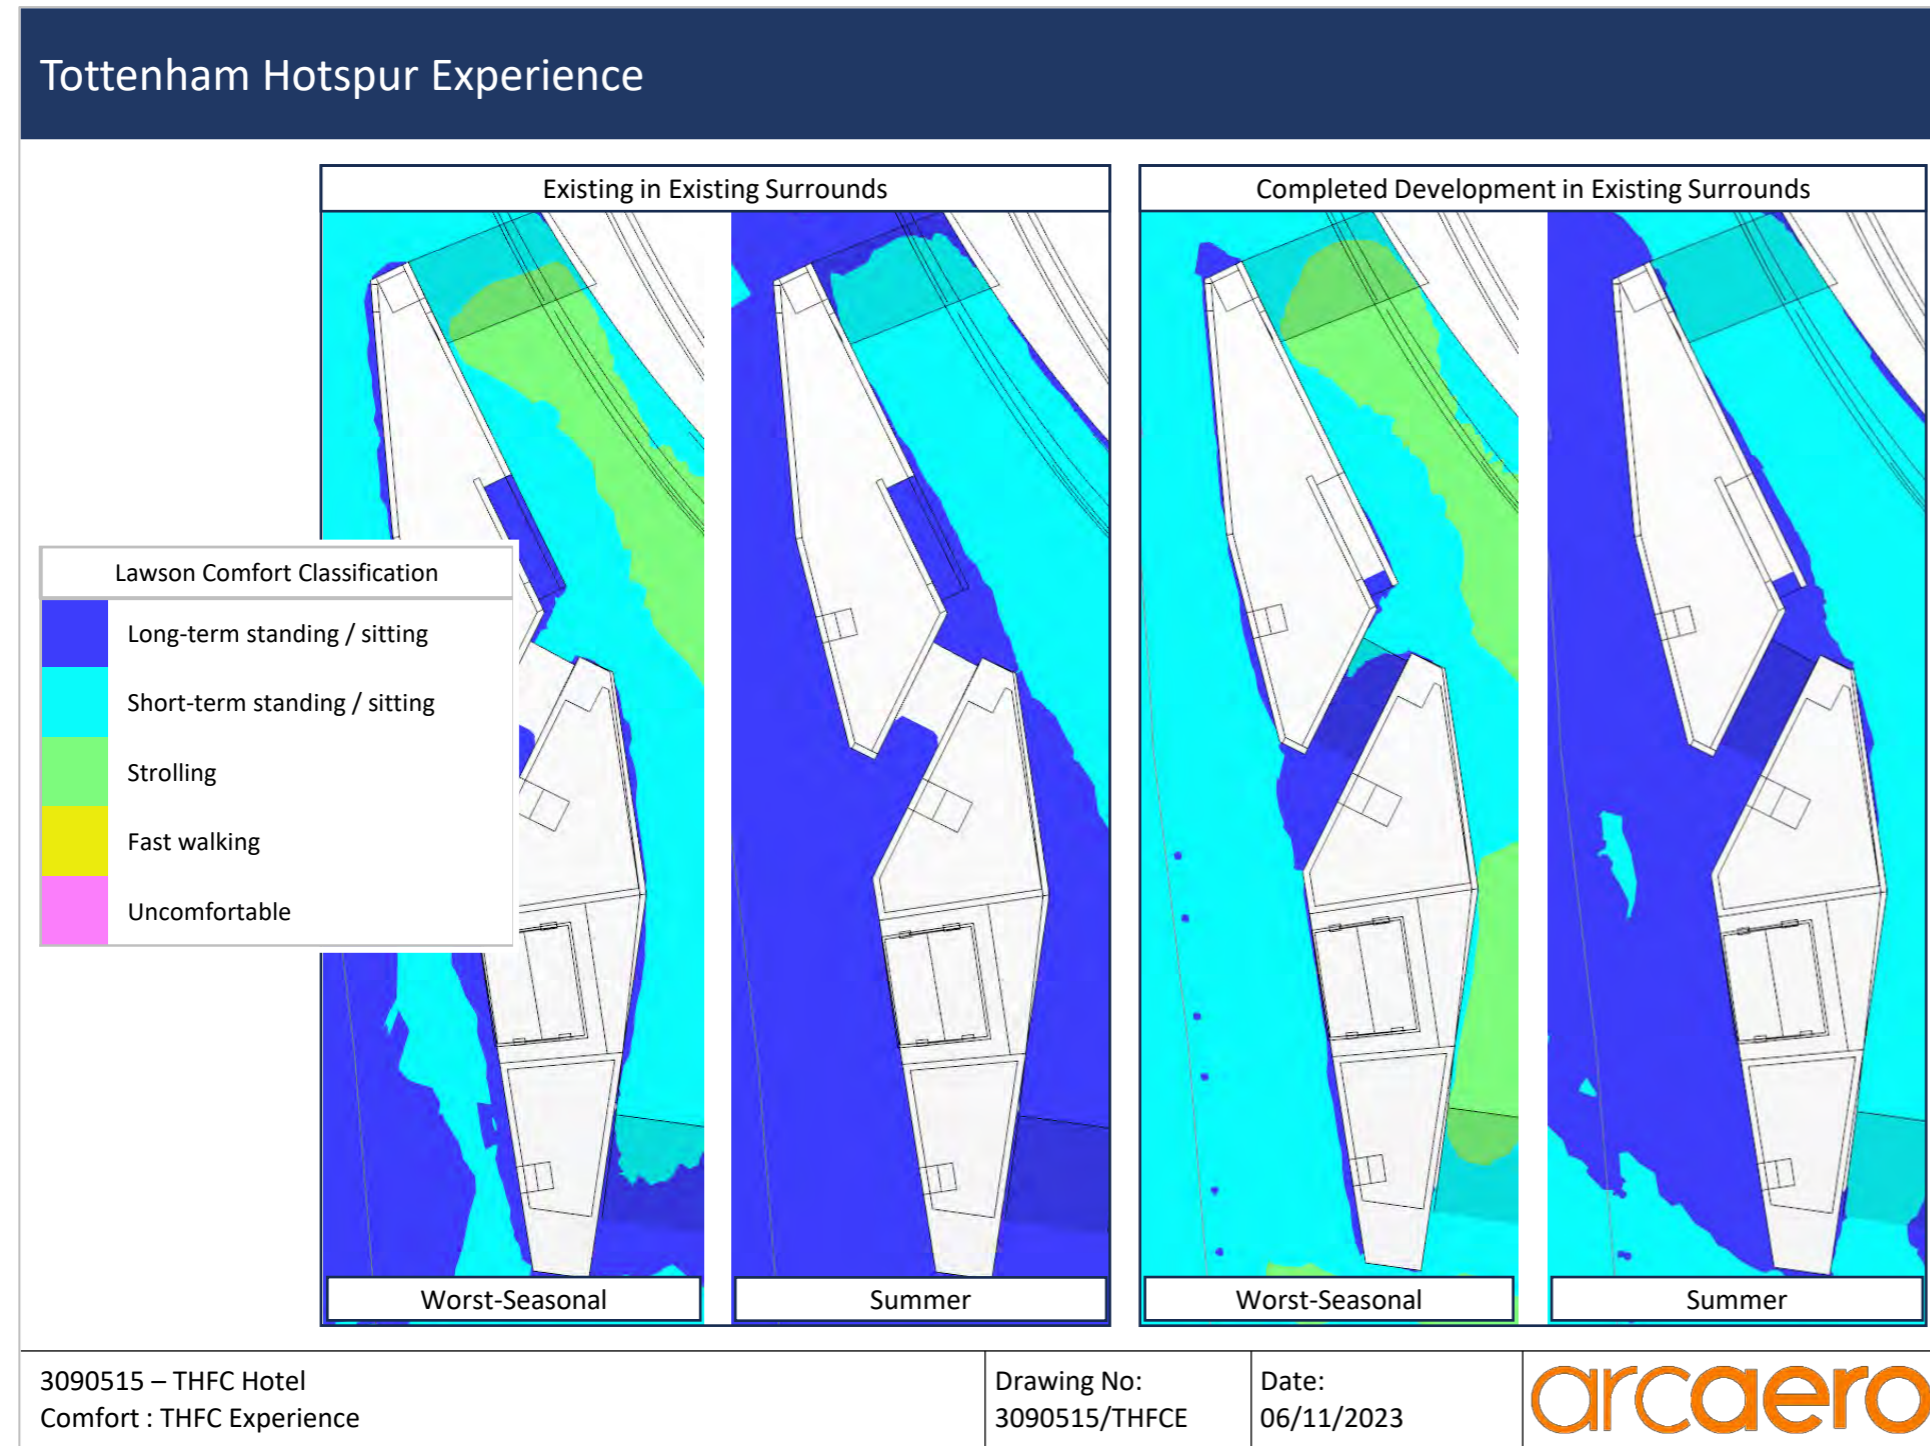 Tottenham Hotspur Experience
Existing in Existing Surrounds
Completed Development in Existing Surrounds
Lawson Comfort Classification
Long-term standing / sitting
Short-term standing / sitting
Strolling
Fast walking
Uncomfortable
Worst-Seasonal
Summer
Worst-Seasonal
Summer
3090515 – THFC Hotel
Comfort : THFC Experience
Drawing No:
3090515/THFCE
Date:
06/11/2023
arcaero